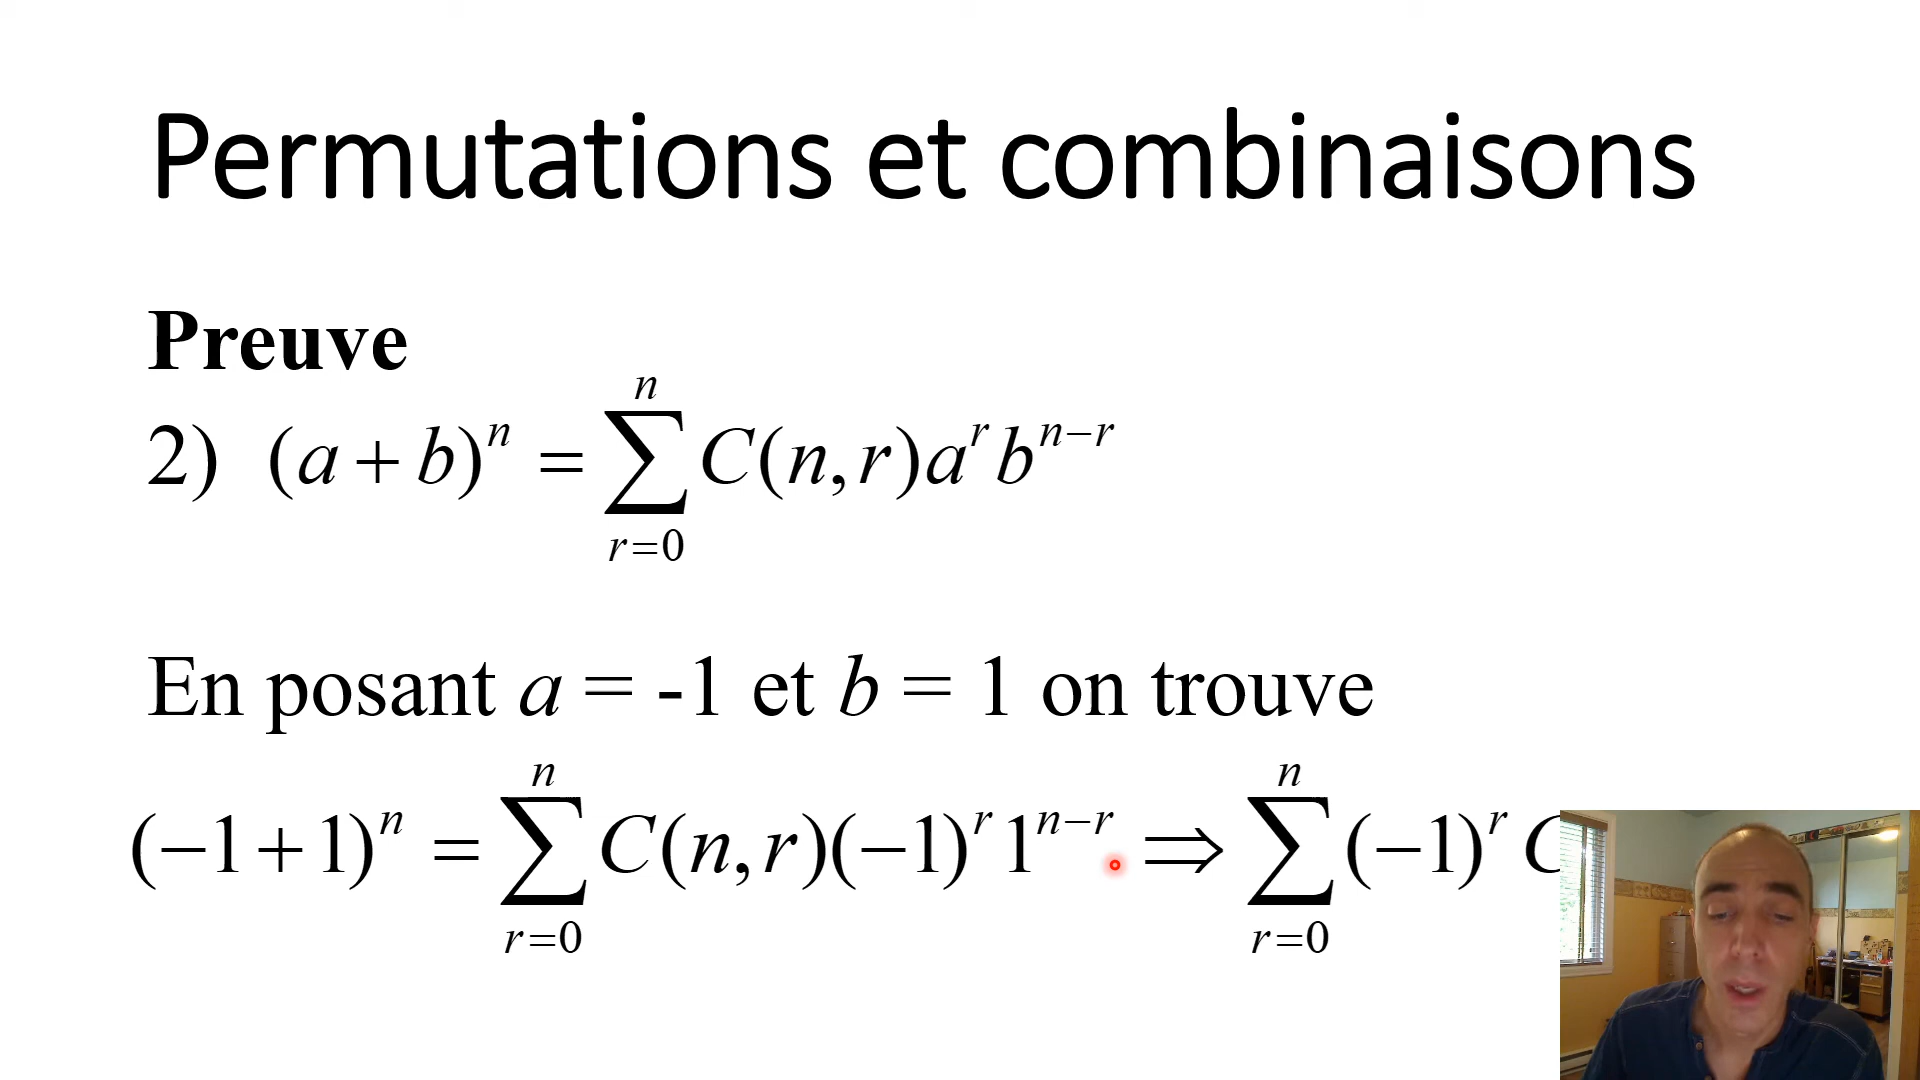 Permutations et combinaisons
Preuve
2) (a + b)^n = ∑_{r=0}^{n} C(n, r) a^r b^{n−r}
En posant a = -1 et b = 1 on trouve
(−1 + 1)^n = ∑_{r=0}^{n} C(n, r)(−1)^r 1^{n−r} ⇒ ∑_{r=0}^{n} (−1)^r C